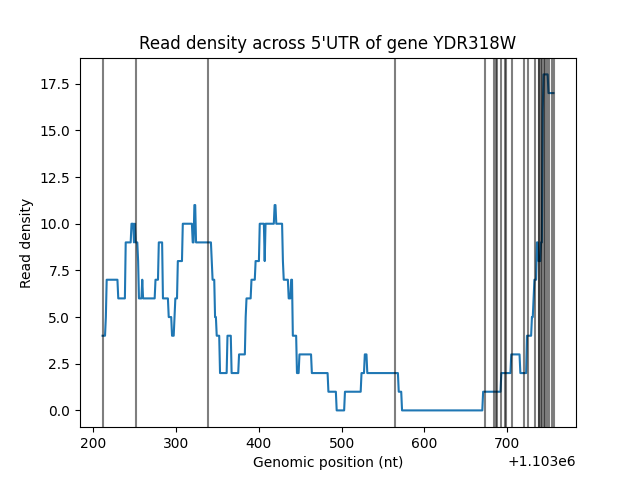 Read density across 5'UTR of gene YDR318W
Read density
17.5
15.0
12.5
10.0
7.5
5.0
2.5
0.0
200 300 400 500 600 700
+1.103e6
Genomic position (nt)